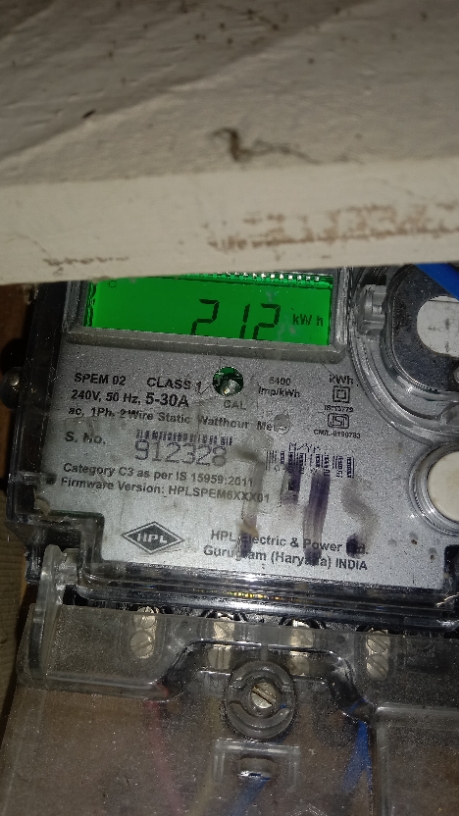 212 kWh
SPEM 02 CLASS 1 6400 kWh
240V, 50 Hz, 5-30A CAL Imp/kWh
ac, 1Ph. 2Wire Static Watthour
S. No. 912328
Category C3 as per IS 15959:2011
Firmware Version: HPLSPEM6XXX01
HPL HPL Electric & Power Ltd.
Gurugram (Haryana) INDIA